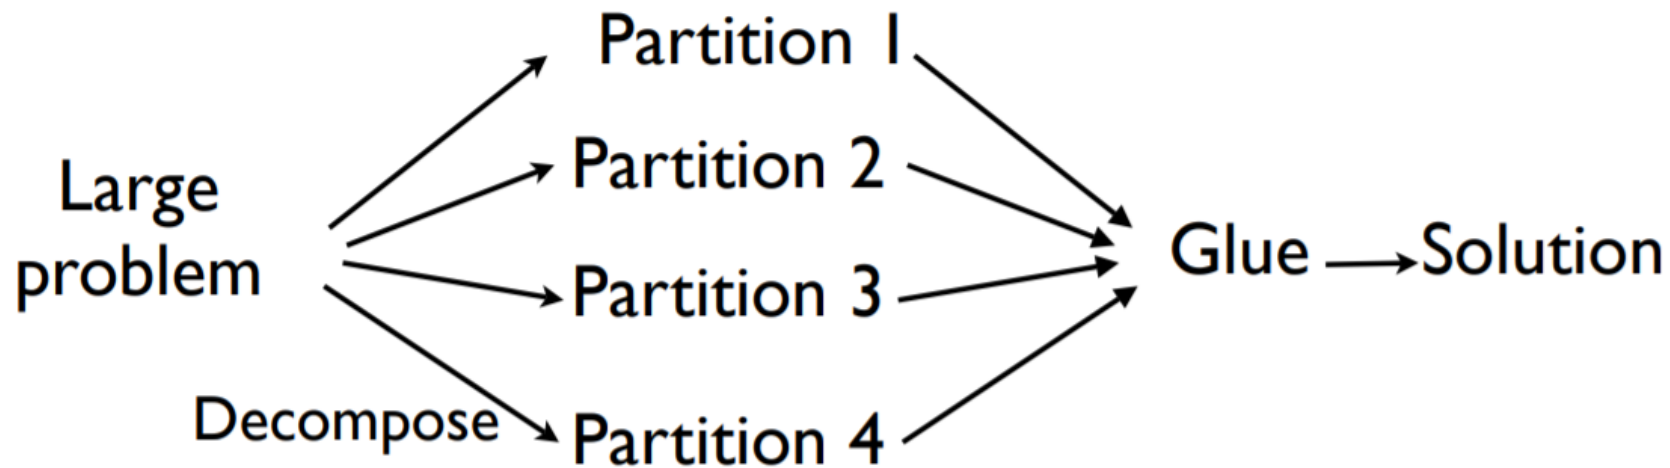 Large
problem
Decompose
Partition 1
Partition 2
Partition 3
Partition 4
Glue
Solution